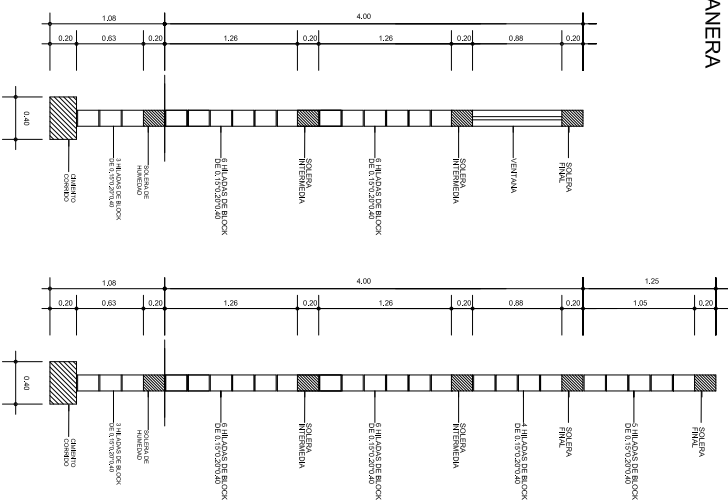 ANERA
1.08
4.00
0.20
0.63
0.20
1.26
0.20
1.26
0.20
0.88
0.20
0.40
CIMIENTO
CORRIDO
3 HILADAS DE BLOCK
DE 0.15*0.20*0.40
SOLERA DE
HUMEDAD
6 HILADAS DE BLOCK
DE 0.15*0.20*0.40
SOLERA
INTERMEDIA
6 HILADAS DE BLOCK
DE 0.15*0.20*0.40
SOLERA
INTERMEDIA
VENTANA
SOLERA
FINAL
1.08
4.00
1.25
0.20
0.63
0.20
1.26
0.20
1.26
0.20
0.88
0.20
1.05
0.20
0.40
CIMIENTO
CORRIDO
3 HILADAS DE BLOCK
DE 0.15*0.20*0.40
SOLERA DE
HUMEDAD
6 HILADAS DE BLOCK
DE 0.15*0.20*0.40
SOLERA
INTERMEDIA
6 HILADAS DE BLOCK
DE 0.15*0.20*0.40
SOLERA
INTERMEDIA
4 HILADAS DE BLOCK
DE 0.15*0.20*0.40
SOLERA
FINAL
5 HILADAS DE BLOCK
DE 0.15*0.20*0.40
SOLERA
FINAL